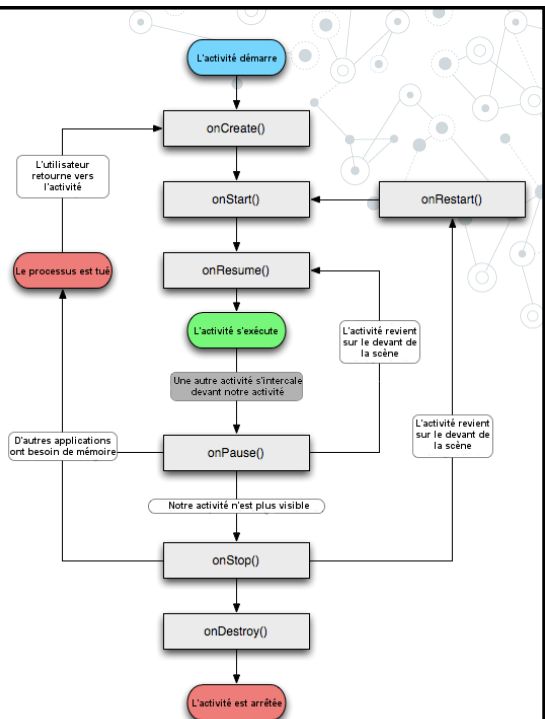 L'activité démarre
onCreate()
L'utilisateur
retourne vers
l'activité
onStart()
onRestart()
onResume()
Le processus est tué
L'activité s'exécute
L'activité revient
sur le devant de
la scène
Une autre activité s'intercale
devant notre activité
L'activité revient
sur le devant de
la scène
D'autres applications
ont besoin de mémoire
onPause()
Notre activité n'est plus visible
onStop()
onDestroy()
L'activité est arrêtée